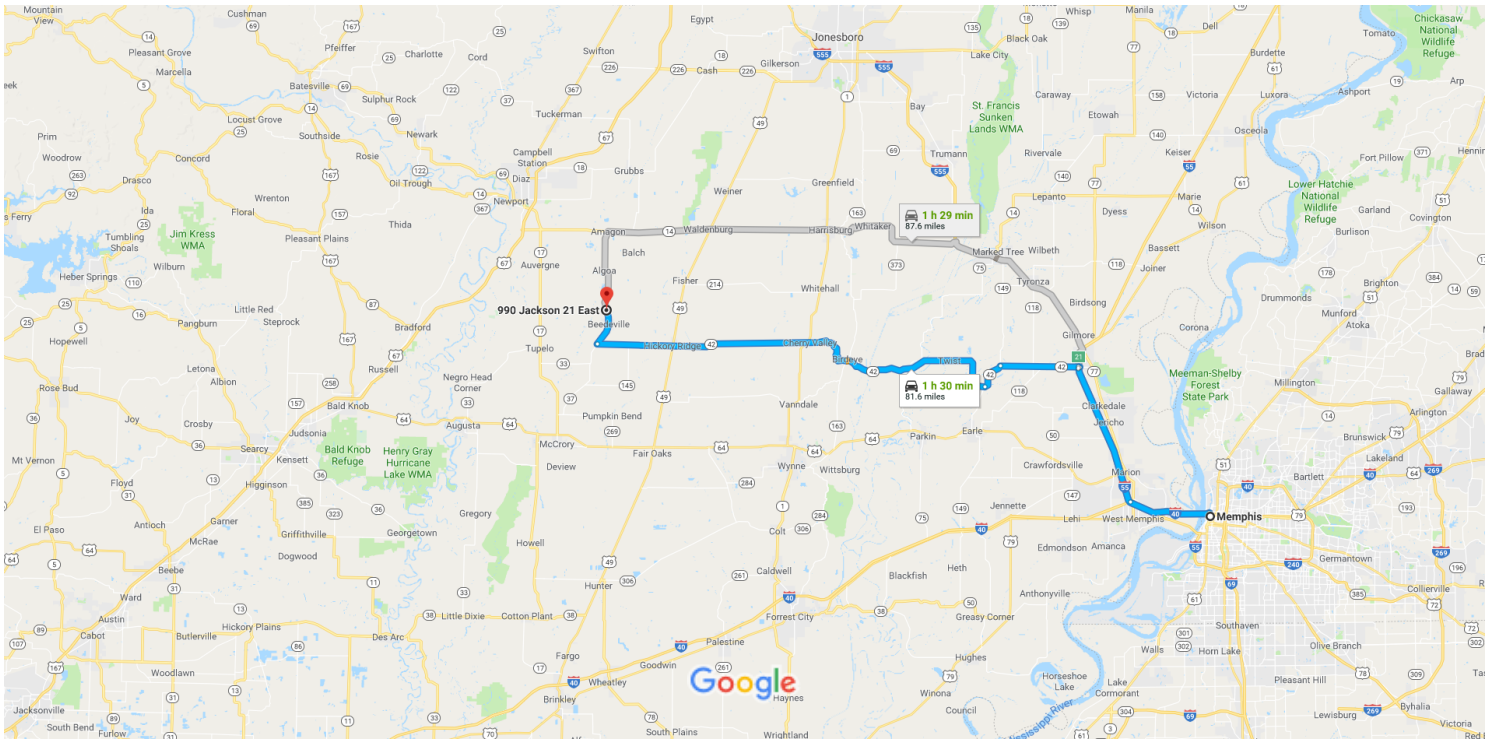 Mountain
View
Cushman
Egypt
Jonesboro
Black Oak
Whisp
Manila
Dell
Tomato
Chickasaw
National
Wildlife
Refuge
Pleasant Grove
Pfeiffer
Charlotte
Cord
Swifton
Cash
Gilkerson
Lake City
Burdette
Marcella
Batesville
Sulphur Rock
Tuckerman
Bay
Caraway
Victoria
Luxora
Ashport
Arp
Locust Grove
Southside
Newark
St. Francis
Sunken
Lands WMA
Etowah
Osceola
Prim
Woodrow
Concord
Rosie
Campbell
Station
Trumann
Rivervale
Keiser
Fort Pillow
Drasco
Wrenton
Oil Trough
Diaz
Grubbs
Weiner
Greenfield
Lepanto
Dyess
Marie
Wilson
Lower Hatchie
National
Wildlife
Refuge
Garland
Covington
Ida
Floral
Newport
s Ferry
Tumbling
Shoals
Jim Kress
WMA
Pleasant Plains
Thida
Amagon
Waldenburg
Harrisburg
Whitaker
1 h 29 min
87.6 miles
Burlison
Wilburn
Heber Springs
Auvergne
Balch
Algoa
Fisher
Whitehall
Marked Tree
Wilbeth
Tyronza
Bassett
Joiner
Birdsong
Drummonds
Brighton
Munford
Atoka
Little Red
Steprock
Pangburn
Hopewell
Bradford
990 Jackson 21 East
Beedeville
Tupelo
Hickory Ridge
Cherry Valley
Birdeye
Twist
Gilmore
Corona
Letona
Albion
Russell
Rose Bud
Negro Head
Corner
1 h 30 min
81.6 miles
Meeman-Shelby
Forest
State Park
Millington
Gallaway
Joy
Crosby
Bald Knob
Judsonia
Augusta
Pumpkin Bend
Vanndale
Clarkedale
Jericho
Arlington
Searcy
Kensett
Bald Knob
Refuge
Henry Gray
Hurricane
Lake WMA
McCrory
Deview
Fair Oaks
Wynne
Wittsburg
Parkin
Earle
Crawfordsville
Marion
Brunswick
Lakeland
Bartlett
Mt Vernon
Floyd
Higginson
El Paso
Antioch
Garner
McRae
Griffithville
Georgetown
Gregory
Jennette
Lehi
West Memphis
Memphis
Dogwood
Howell
Colt
Edmondson
Amanca
Germantown
Beebe
Hunter
Caldwell
Blackfish
Heth
Anthonyville
Collierville
Ward
Austin
Cabot
Butlerville
Hickory Plains
Des Arc
Little Dixie
Cotton Plant
Forrest City
Greasy Corner
Southaven
Walls
Horn Lake
Olive Branch
Palestine
Woodlawn
Fargo
Wheatley
Goodwin
Google
Hughes
Horseshoe
Lake
Lake
Cormorant
Pleasant Hill
Jacksonville
South Bend
Furlow
Brinkley
South Plains
Haynes
Wrightland
Winona
Council
Mississippi River
Lewisburg
Byhalia
Victoria